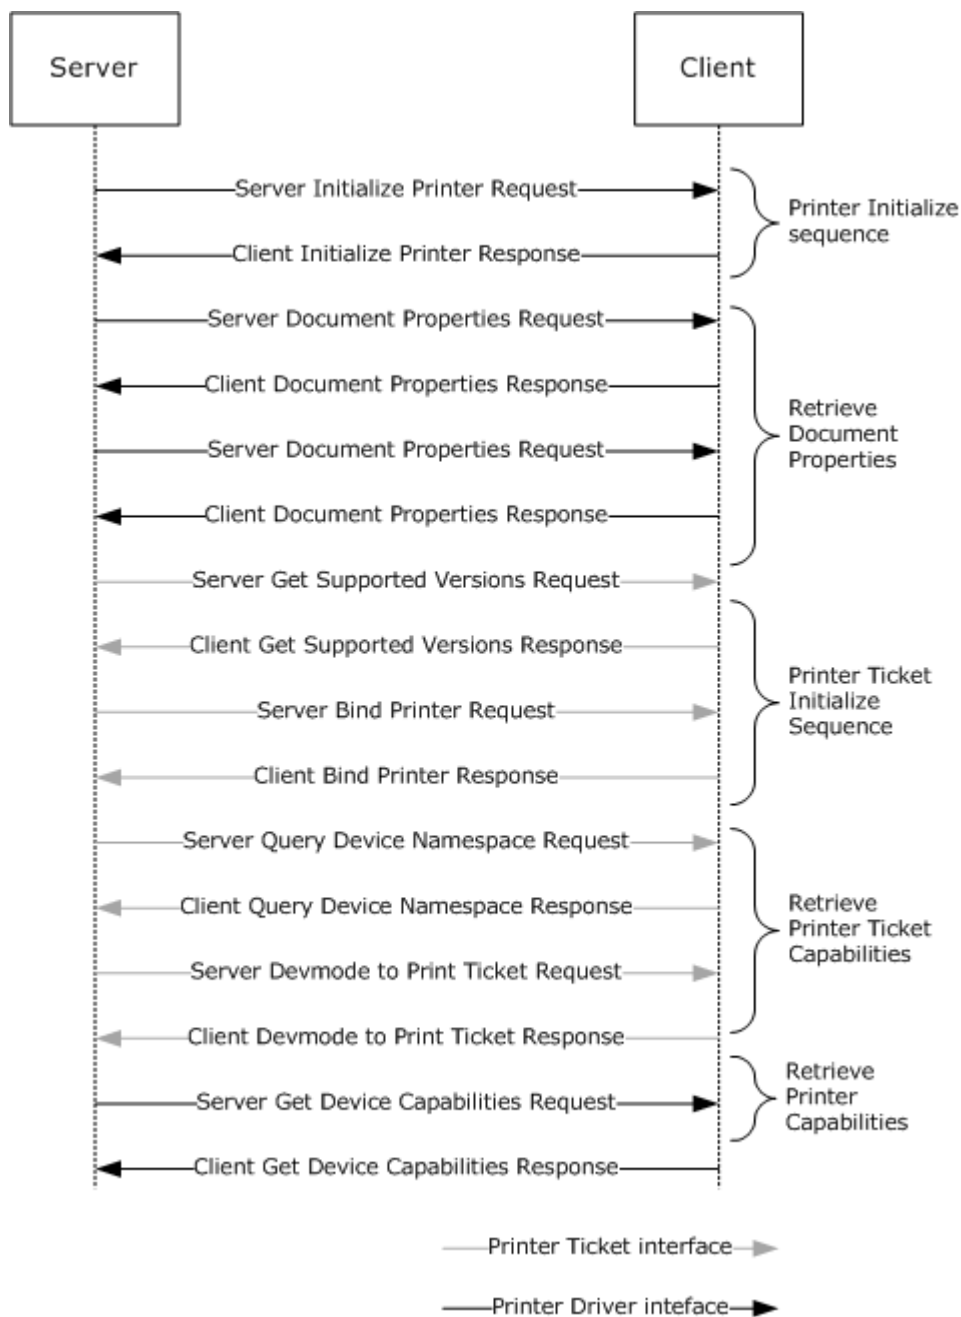 Server
Client
Server Initialize Printer Request
Printer Initialize
sequence
Client Initialize Printer Response
Server Document Properties Request
Client Document Properties Response
Retrieve
Document
Properties
Server Document Properties Request
Client Document Properties Response
Server Get Supported Versions Request
Client Get Supported Versions Response
Printer Ticket
Initialize
Sequence
Server Bind Printer Request
Client Bind Printer Response
Server Query Device Namespace Request
Client Query Device Namespace Response
Retrieve
Printer Ticket
Capabilities
Server Devmode to Print Ticket Request
Client Devmode to Print Ticket Response
Retrieve
Printer
Capabilities
Server Get Device Capabilities Request
Client Get Device Capabilities Response
Printer Ticket interface
Printer Driver inteface